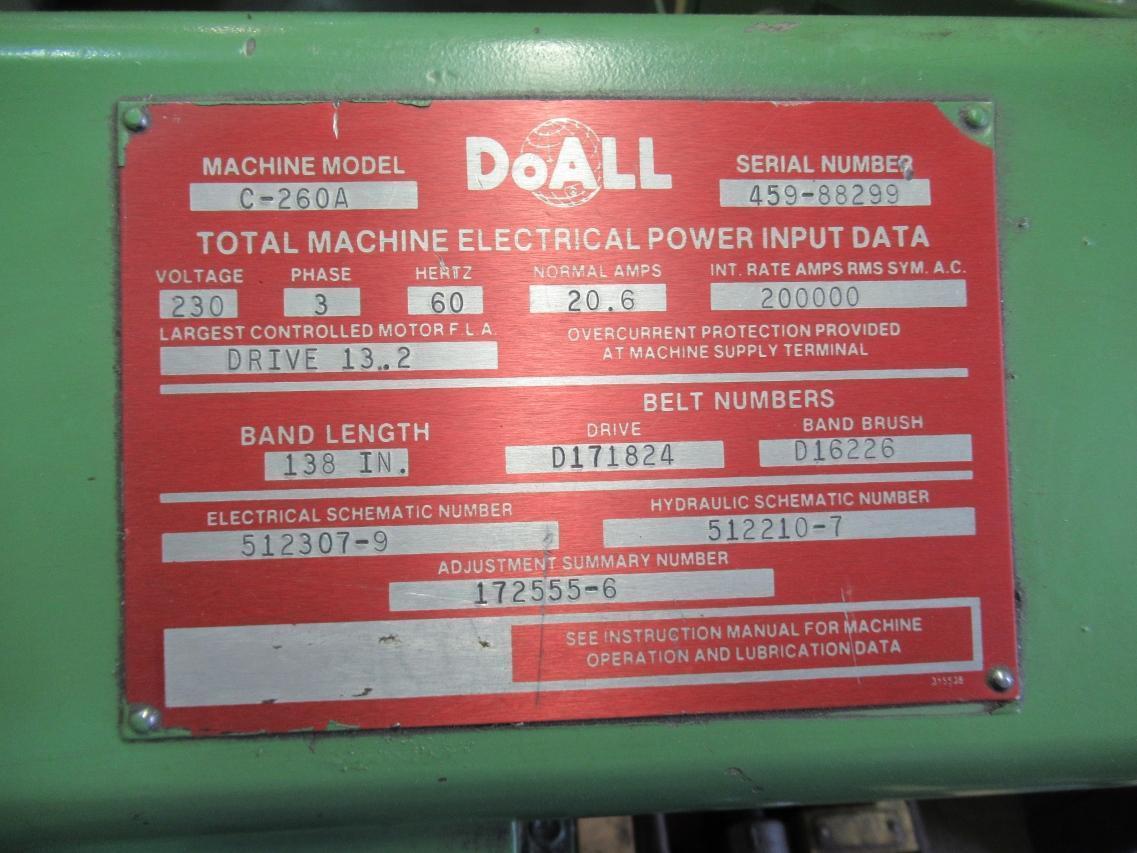 DoALL
MACHINE MODEL
C-260A
SERIAL NUMBER
459-88299
TOTAL MACHINE ELECTRICAL POWER INPUT DATA
VOLTAGE PHASE HERTZ NORMAL AMPS INT. RATE AMPS RMS SYM. A.C.
230 3 60 20.6 200000
LARGEST CONTROLLED MOTOR F.L.A.
DRIVE 13.2
OVERCURRENT PROTECTION PROVIDED
AT MACHINE SUPPLY TERMINAL
BAND LENGTH
138 IN.
BELT NUMBERS
DRIVE BAND BRUSH
D171824 D16226
ELECTRICAL SCHEMATIC NUMBER HYDRAULIC SCHEMATIC NUMBER
512307-9 512210-7
ADJUSTMENT SUMMARY NUMBER
172555-6
SEE INSTRUCTION MANUAL FOR MACHINE
OPERATION AND LUBRICATION DATA